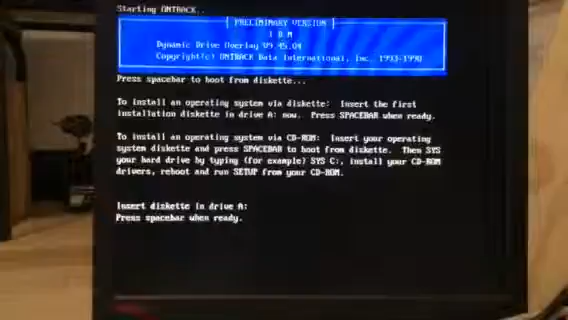 Starting ONTRACK..
[ PRELIMINARY VERSION ]
I B M
Dynamic Drive Overlay V9.45.04
Copyright(c) ONTRACK Data International, Inc. 1993-1998
Press spacebar to boot from diskette...
To install an operating system via diskette: Insert the first
installation diskette in drive A: now. Press SPACEBAR when ready.
To install an operating system via CD-ROM: Insert your operating
system diskette and press SPACEBAR to boot from diskette. Then SYS
your hard drive by typing (for example) SYS C:, install your CD-ROM
drivers, reboot and run SETUP from your CD-ROM.
Insert diskette in drive A:
Press spacebar when ready.